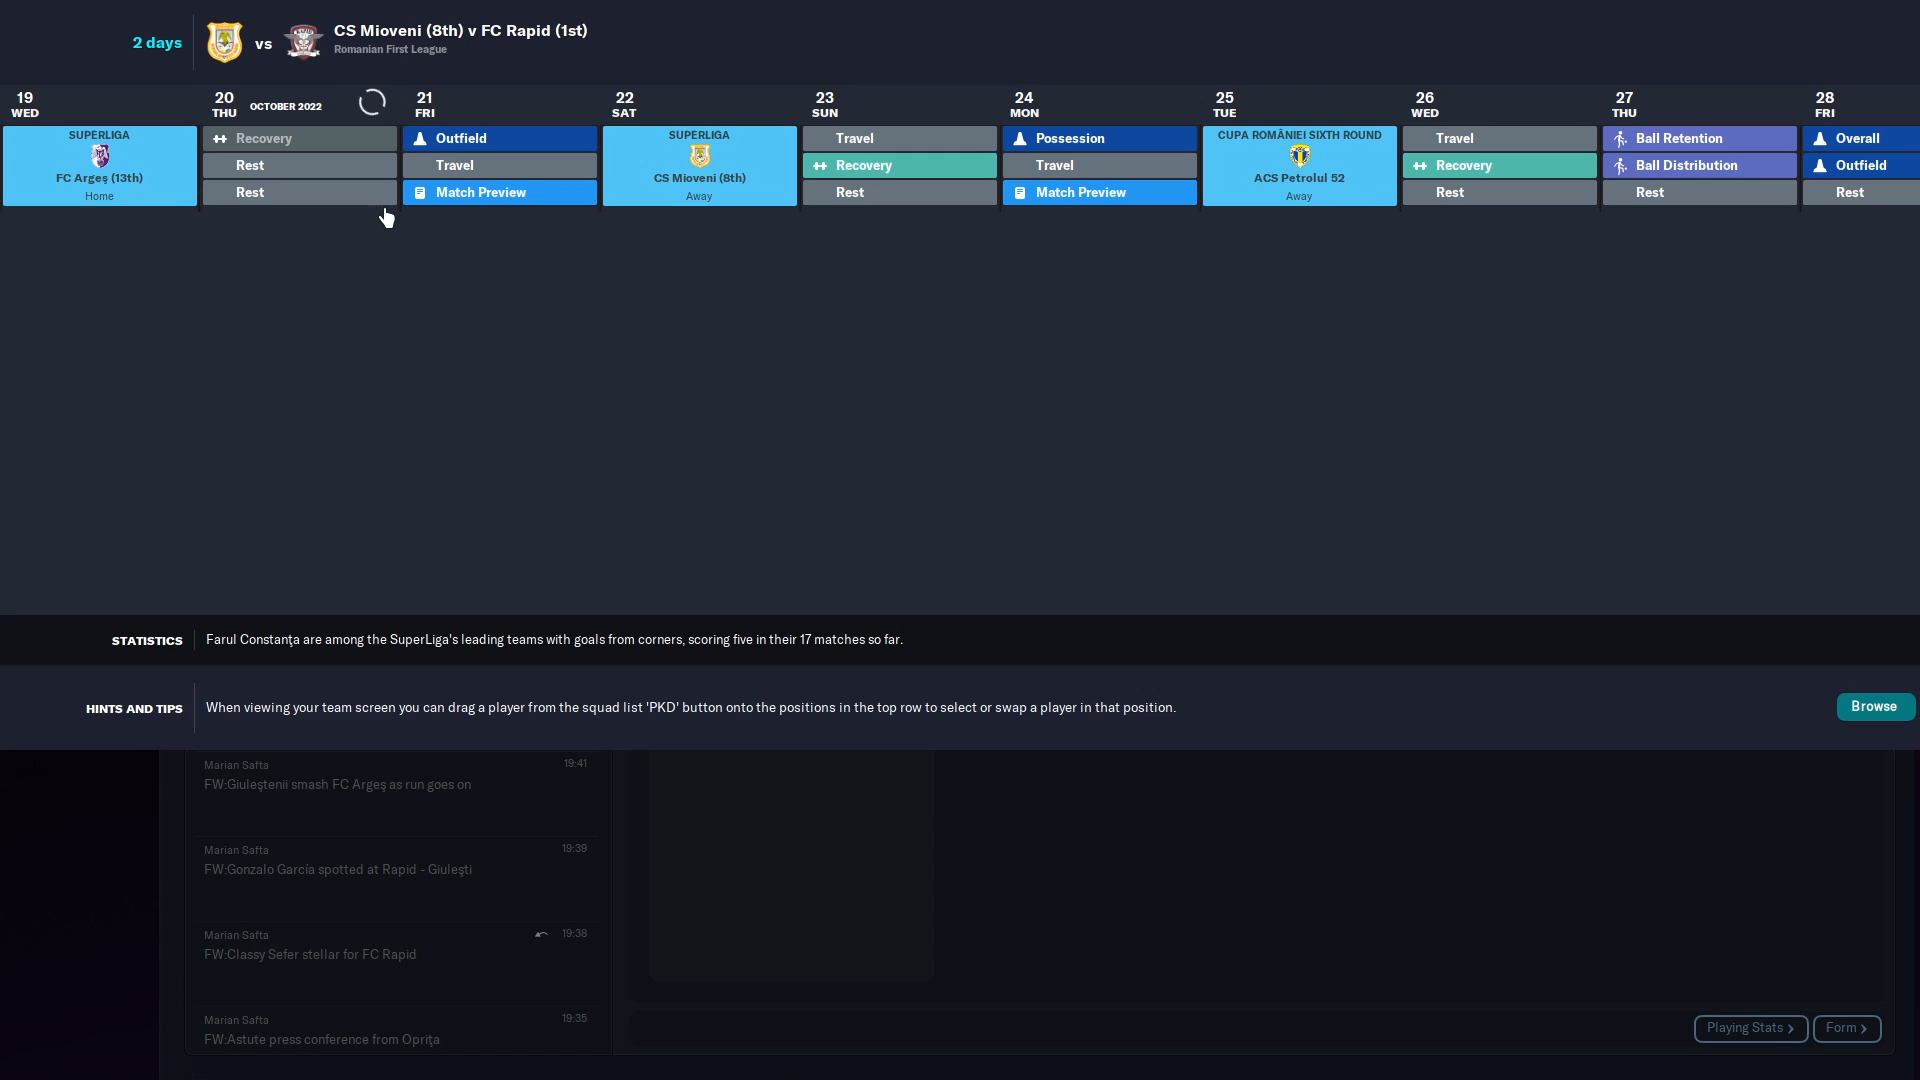 2 days
vs
CS Mioveni (8th) v FC Rapid (1st)
Romanian First League
19
WED
20
THU
OCTOBER 2022
21
FRI
22
SAT
23
SUN
24
MON
25
TUE
26
WED
27
THU
28
FRI
SUPERLIGA
FC Argeș (13th)
Home
Recovery
Rest
Rest
Outfield
Travel
Match Preview
SUPERLIGA
CS Mioveni (8th)
Away
Travel
Recovery
Rest
Possession
Travel
Match Preview
CUPA ROMÂNIEI SIXTH ROUND
ACS Petrolul 52
Away
Travel
Recovery
Rest
Ball Retention
Ball Distribution
Rest
Overall
Outfield
Rest
STATISTICS
Farul Constanţa are among the SuperLiga's leading teams with goals from corners, scoring five in their 17 matches so far.
HINTS AND TIPS
When viewing your team screen you can drag a player from the squad list 'PKD' button onto the positions in the top row to select or swap a player in that position.
Browse
Marian Safta
19:41
FW:Giuleştenii smash FC Argeş as run goes on
Marian Safta
19:39
FW:Gonzalo García spotted at Rapid - Giuleşti
Marian Safta
19:38
FW:Classy Sefer stellar for FC Rapid
Marian Safta
19:35
FW:Astute press conference from Opriţa
Playing Stats
Form